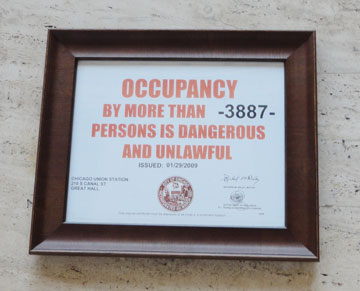 OCCUPANCY
BY MORE THAN -3887-
PERSONS IS DANGEROUS
AND UNLAWFUL
ISSUED: 01/29/2009
CHICAGO UNION STATION
210 S CANAL ST
GREAT HALL